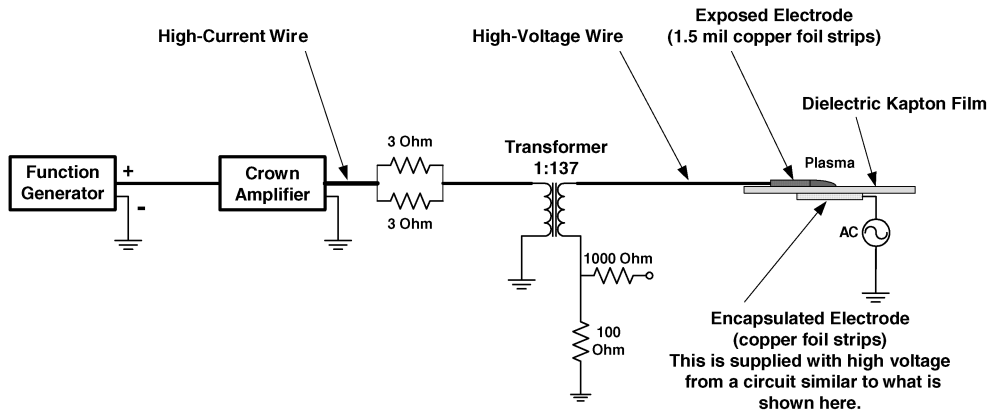 Exposed Electrode
(1.5 mil copper foil strips)
High-Current Wire
High-Voltage Wire
Dielectric Kapton Film
3 Ohm
Transformer
1:137
Plasma
Function
Generator
+
-
Crown
Amplifier
3 Ohm
AC
1000 Ohm
100
Ohm
Encapsulated Electrode
(copper foil strips)
This is supplied with high voltage
from a circuit similar to what is
shown here.